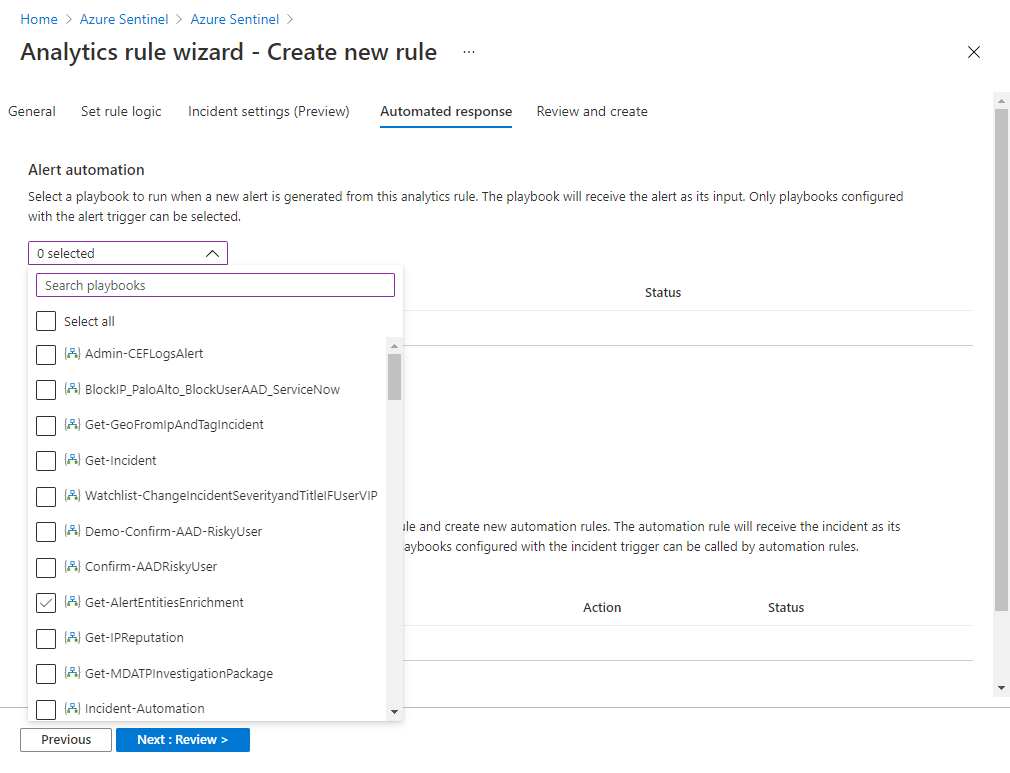 Home > Azure Sentinel > Azure Sentinel >
Analytics rule wizard - Create new rule ...
General Set rule logic Incident settings (Preview) Automated response Review and create
Alert automation
Select a playbook to run when a new alert is generated from this analytics rule. The playbook will receive the alert as its input. Only playbooks configured
with the alert trigger can be selected.
0 selected
Search playbooks
Status
Select all
Admin-CEFLogsAlert
BlockIP_PaloAlto_BlockUserAAD_ServiceNow
Get-GeoFromIpAndTagIncident
Get-Incident
Watchlist-ChangeIncidentSeverityandTitleIFUserVIP
Demo-Confirm-AAD-RiskyUser
Confirm-AADRiskyUser
Get-AlertEntitiesEnrichment
Get-IPReputation
Get-MDATPInvestigationPackage
Incident-Automation
and create new automation rules. The automation rule will receive the incident as its
configured with the incident trigger can be called by automation rules.
Action Status
Previous Next : Review >